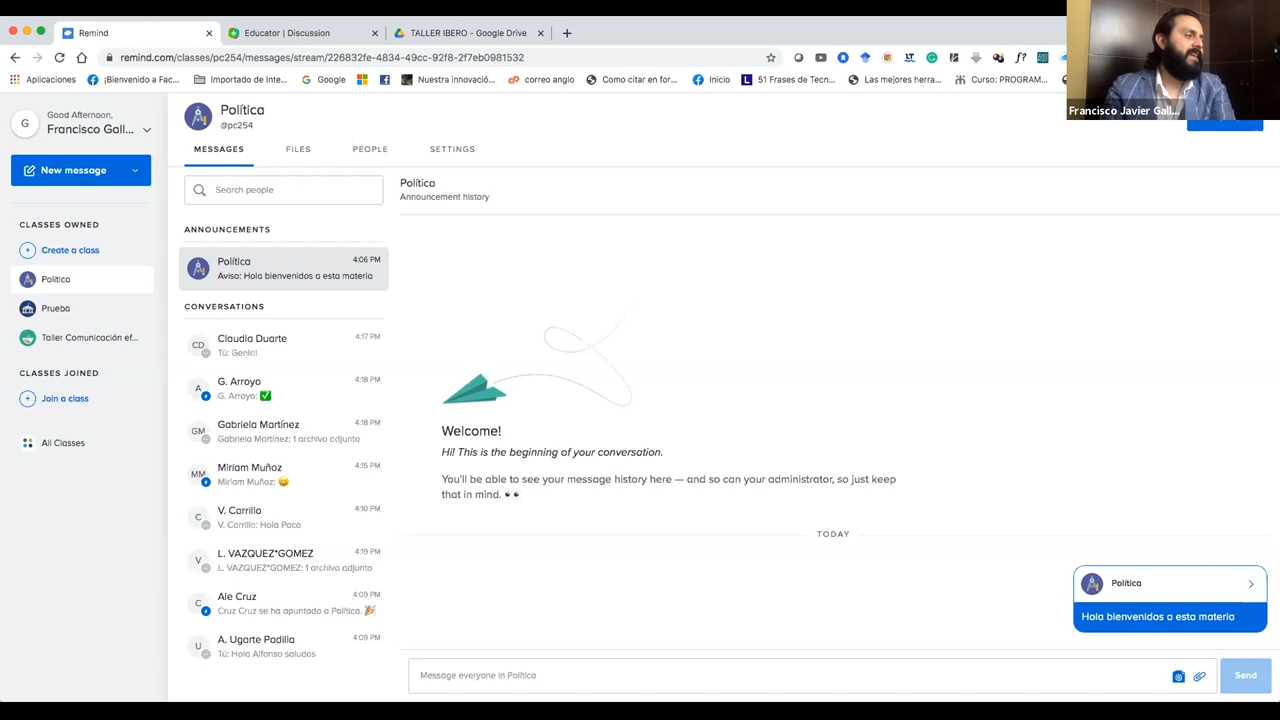 Remind
Educator | Discussion
TALLER IBERO - Google Drive
remind.com/classes/pc254/messages/stream/226832fe-4834-49cc-92f8-2f7eb0981532
Aplicaciones
¡Bienvenido a Fac...
Importado de Inte...
Google
Nuestra innovació...
correo anglo
Como citar en for...
Inicio
51 Frases de Tecn...
Las mejores herra...
Curso: PROGRAM...
Francisco Javier Gall...
G
Good Afternoon,
Francisco Gall...
New message
CLASSES OWNED
Create a class
Política
Prueba
Taller Comunicación ef...
CLASSES JOINED
Join a class
All Classes
Política
@pc254
MESSAGES FILES PEOPLE SETTINGS
Search people
ANNOUNCEMENTS
Política 4:06 PM
Aviso: Hola bienvenidos a esta materia
CONVERSATIONS
CD Claudia Duarte 4:17 PM
Tú: Genial
A G. Arroyo 4:18 PM
G. Arroyo: ✅
GM Gabriela Martínez 4:18 PM
Gabriela Martínez: 1 archivo adjunto
MM Miriam Muñoz 4:15 PM
Miriam Muñoz: 😄
C V. Carrillo 4:10 PM
V. Carrillo: Hola Paco
V L. VAZQUEZ*GOMEZ 4:19 PM
L. VAZQUEZ*GOMEZ: 1 archivo adjunto
C Ale Cruz 4:09 PM
Cruz Cruz se ha apuntado a Política. 🎉
U A. Ugarte Padilla 4:09 PM
Tú: Hola Alfonso saludos
Política
Announcement history
Welcome!
Hi! This is the beginning of your conversation.
You'll be able to see your message history here — and so can your administrator, so just keep
that in mind. 👀
TODAY
Política
Hola bienvenidos a esta materia
Message everyone in Política
Send